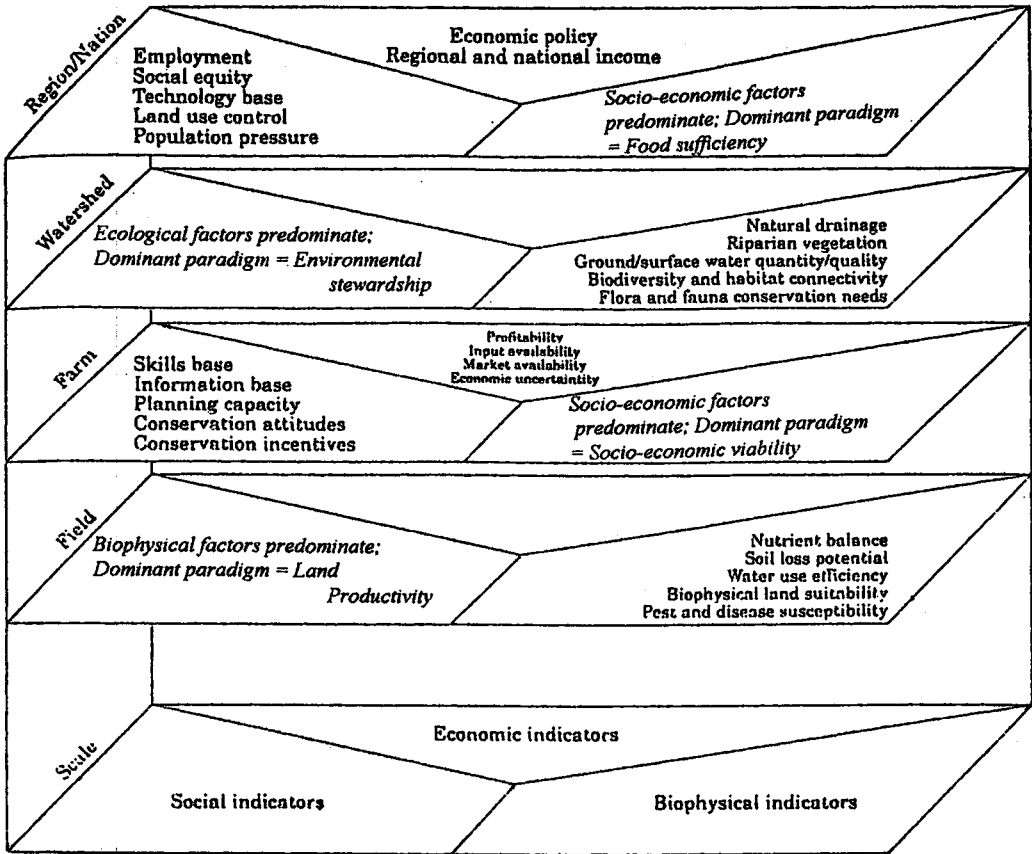 Region/Nation
Economic policy
Regional and national income
Employment
Social equity
Technology base
Land use control
Population pressure
Socio-economic factors
predominate; Dominant paradigm
= Food sufficiency
Watershed
Ecological factors predominate;
Dominant paradigm = Environmental
stewardship
Natural drainage
Riparian vegetation
Ground/surface water quantity/quality
Biodiversity and habitat connectivity
Flora and fauna conservation needs
Farm
Profitability
Input availability
Market availability
Economic uncertaintity
Skills base
Information base
Planning capacity
Conservation attitudes
Conservation incentives
Socio-economic factors
predominate; Dominant paradigm
= Socio-economic viability
Field
Biophysical factors predominate;
Dominant paradigm = Land
Productivity
Nutrient balance
Soil loss potential
Water use efficiency
Biophysical land suitability
Pest and disease susceptibility
Scale
Economic indicators
Social indicators
Biophysical indicators